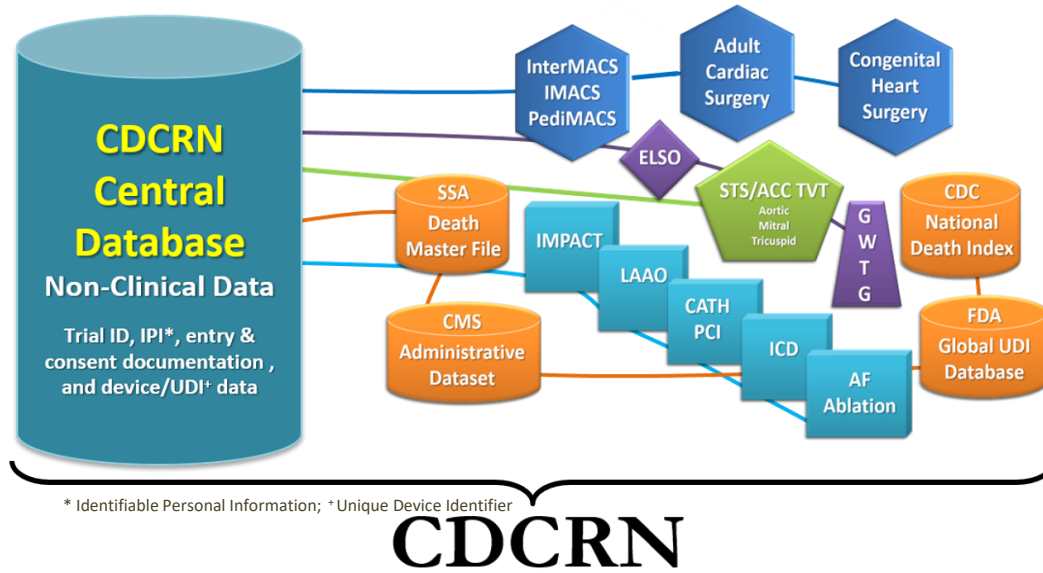 CDCRN
Central
Database
Non-Clinical Data
Trial ID, IPI*, entry &
consent documentation ,
and device/UDI⁺ data
InterMACS
IMACS
PediMACS
Adult
Cardiac
Surgery
Congenital
Heart
Surgery
ELSO
STS/ACC TVT
Aortic
Mitral
Tricuspid
G
W
T
G
SSA
Death
Master File
CMS
Administrative
Dataset
CDC
National
Death Index
FDA
Global UDI
Database
IMPACT
LAAO
CATH
PCI
ICD
AF
Ablation
* Identifiable Personal Information; ⁺Unique Device Identifier
CDCRN